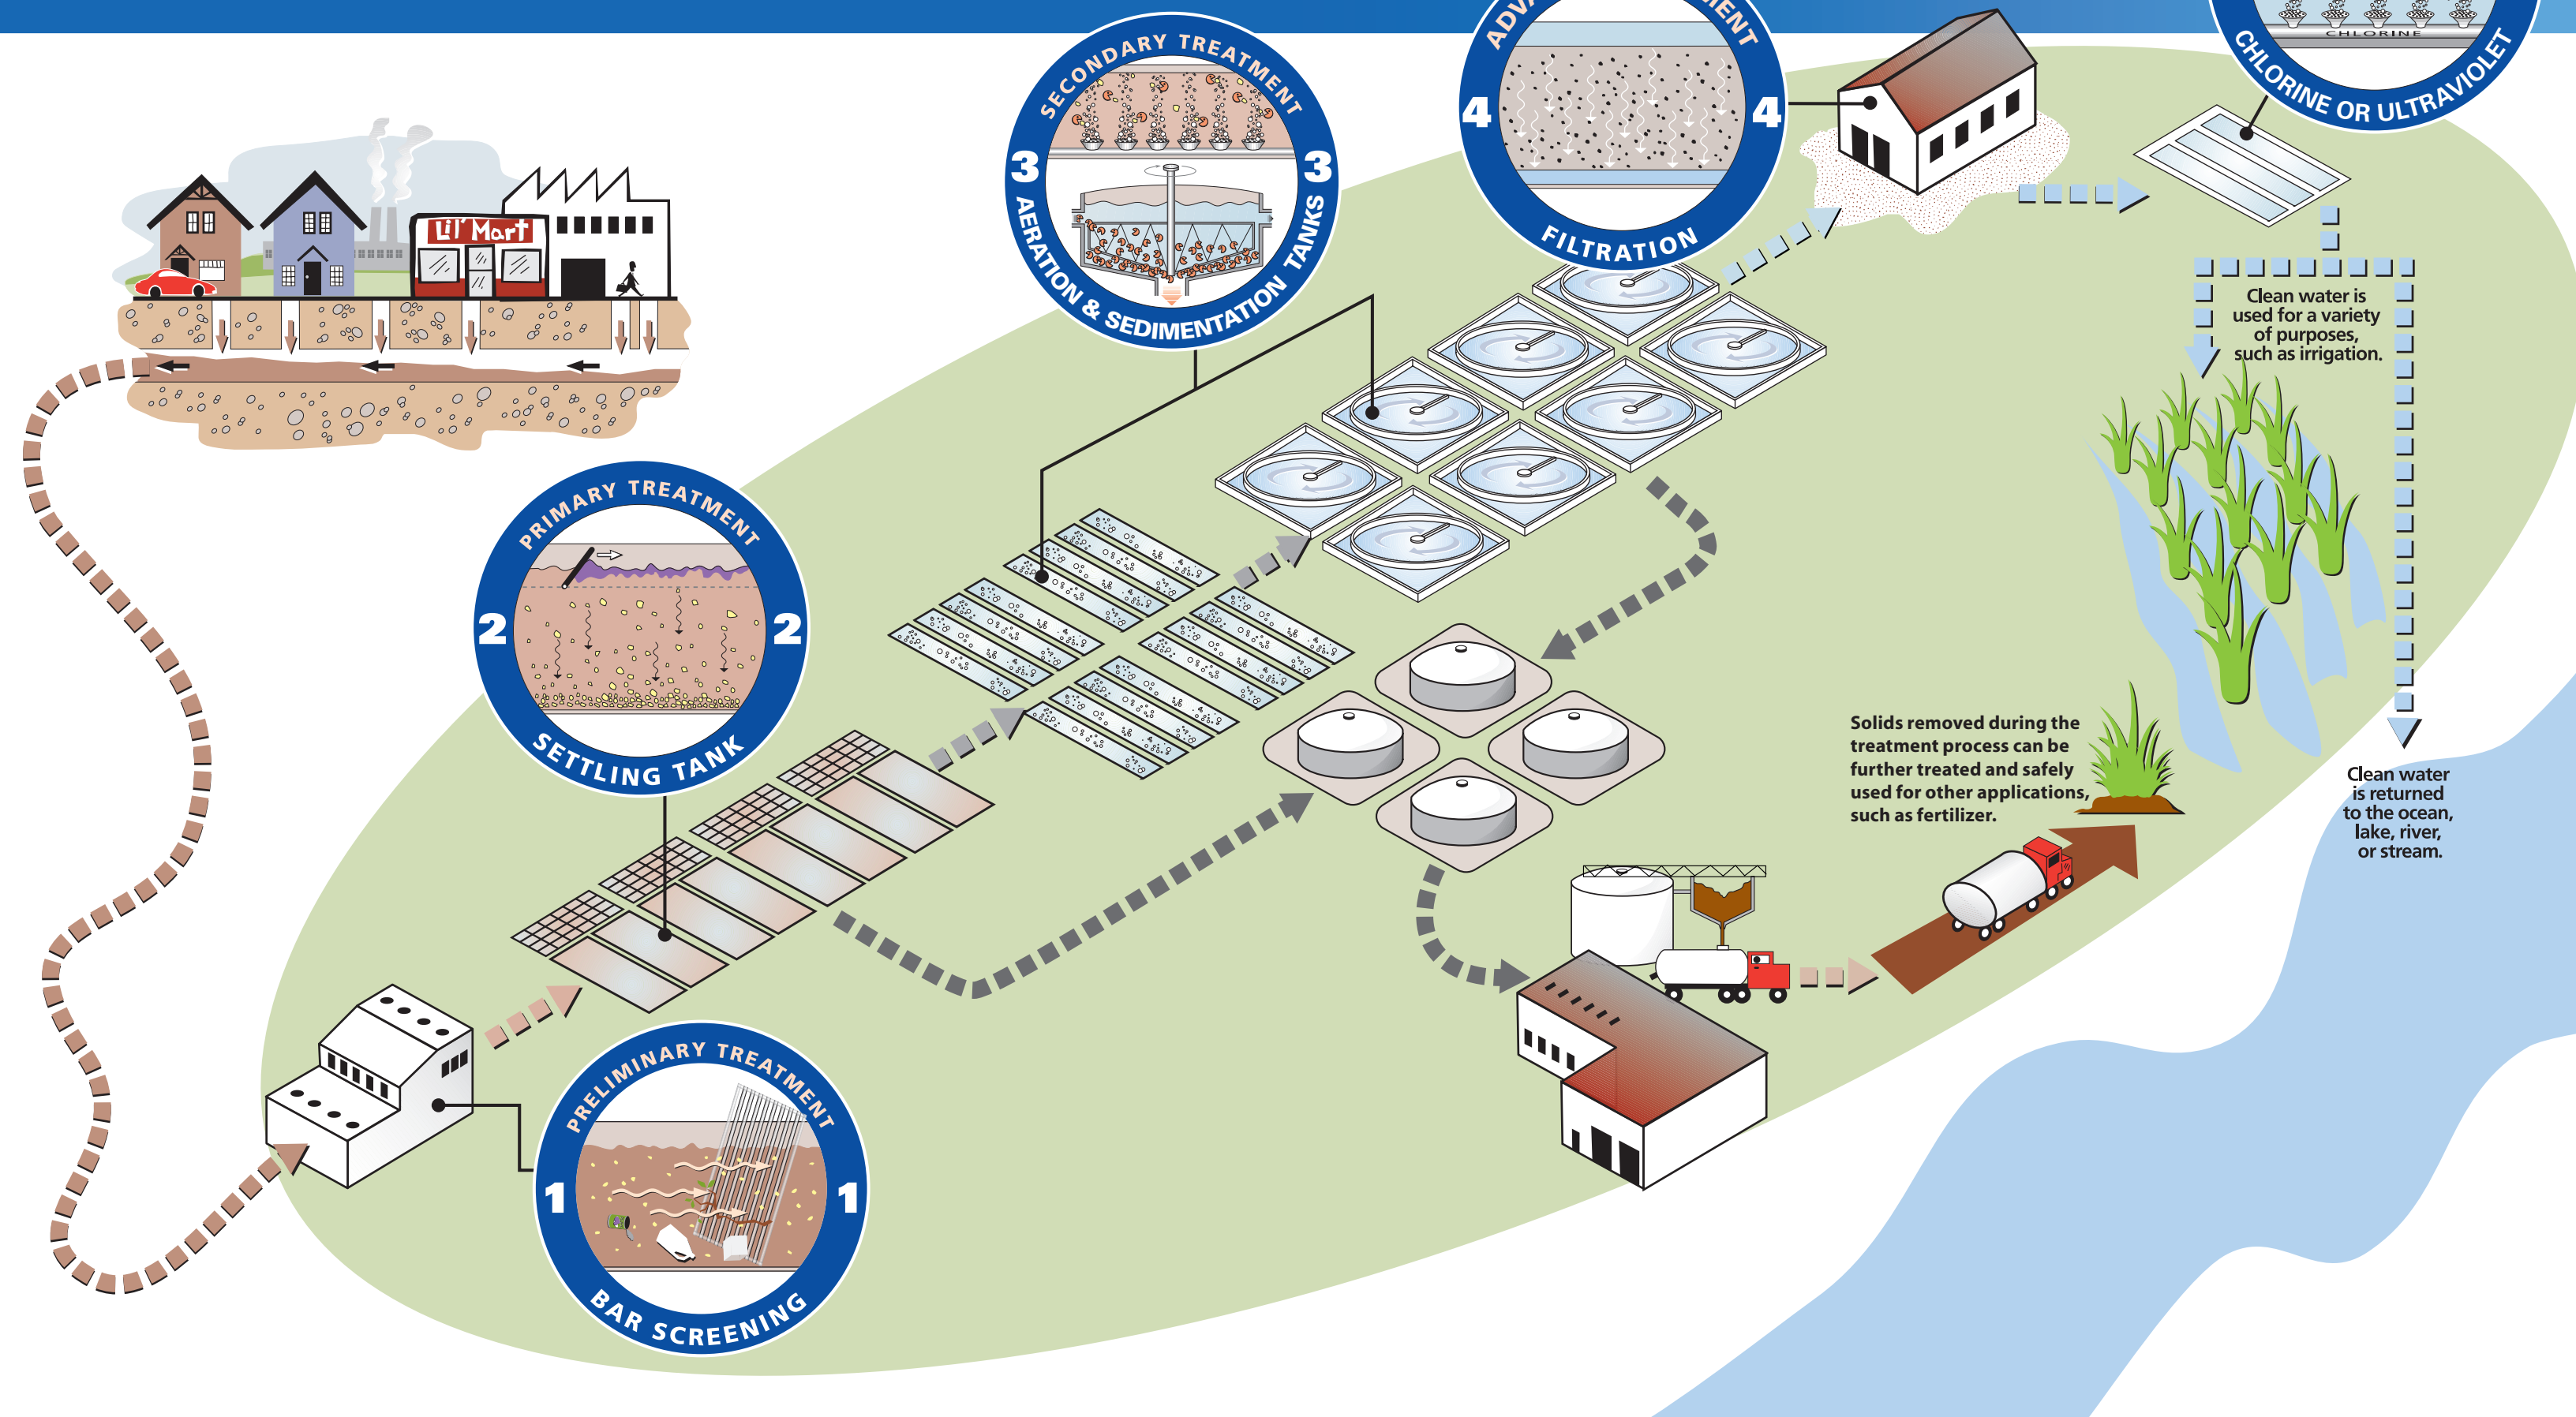 Lil' Mart
PRELIMINARY TREATMENT
1 1
BAR SCREENING
PRIMARY TREATMENT
2 2
SETTLING TANK
SECONDARY TREATMENT
3 3
AERATION & SEDIMENTATION TANKS
4 4
FILTRATION
CHLORINE
CHLORINE OR ULTRAVIOLET
Clean water is
used for a variety
of purposes,
such as irrigation.
Solids removed during the
treatment process can be
further treated and safely
used for other applications,
such as fertilizer.
Clean water
is returned
to the ocean,
lake, river,
or stream.